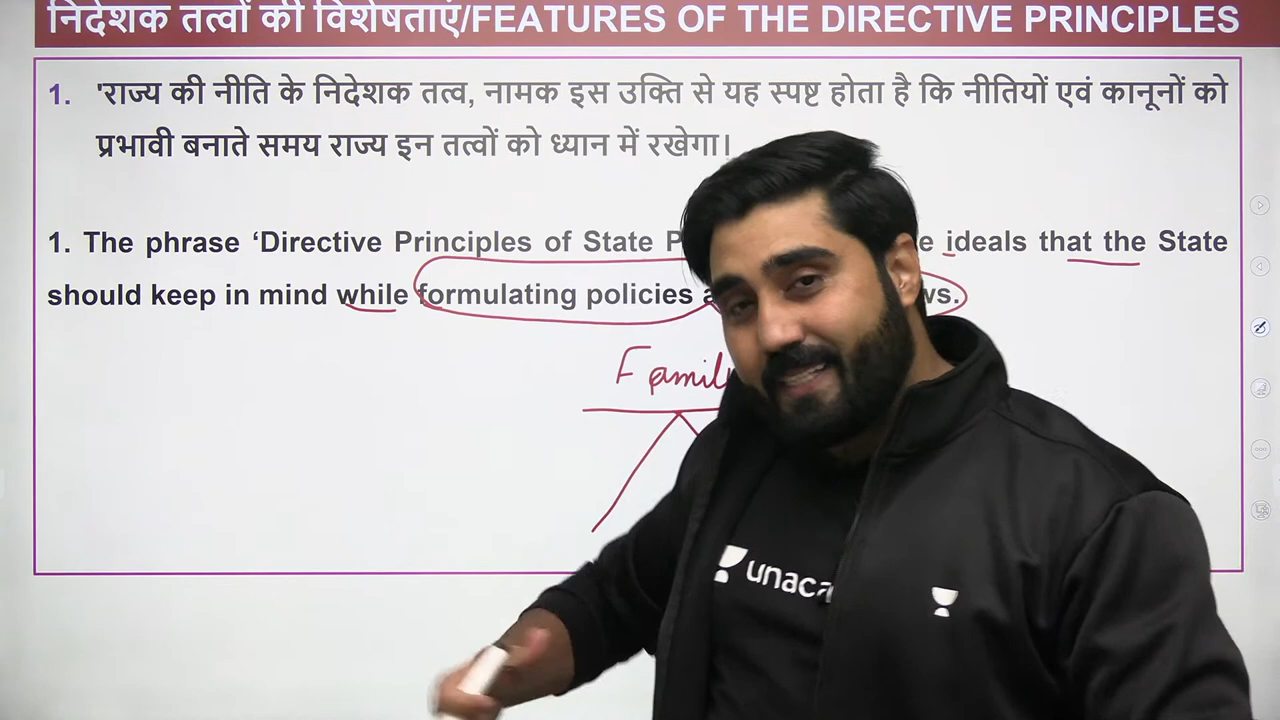 निदेशक तत्वों की विशेषताएं/FEATURES OF THE DIRECTIVE PRINCIPLES
1. 'राज्य की नीति के निदेशक तत्व, नामक इस उक्ति से यह स्पष्ट होता है कि नीतियों एवं कानूनों को
प्रभावी बनाते समय राज्य इन तत्वों को ध्यान में रखेगा।
1. The phrase ‘Directive Principles of State ideals that the State
should keep in mind while formulating policies
unaca